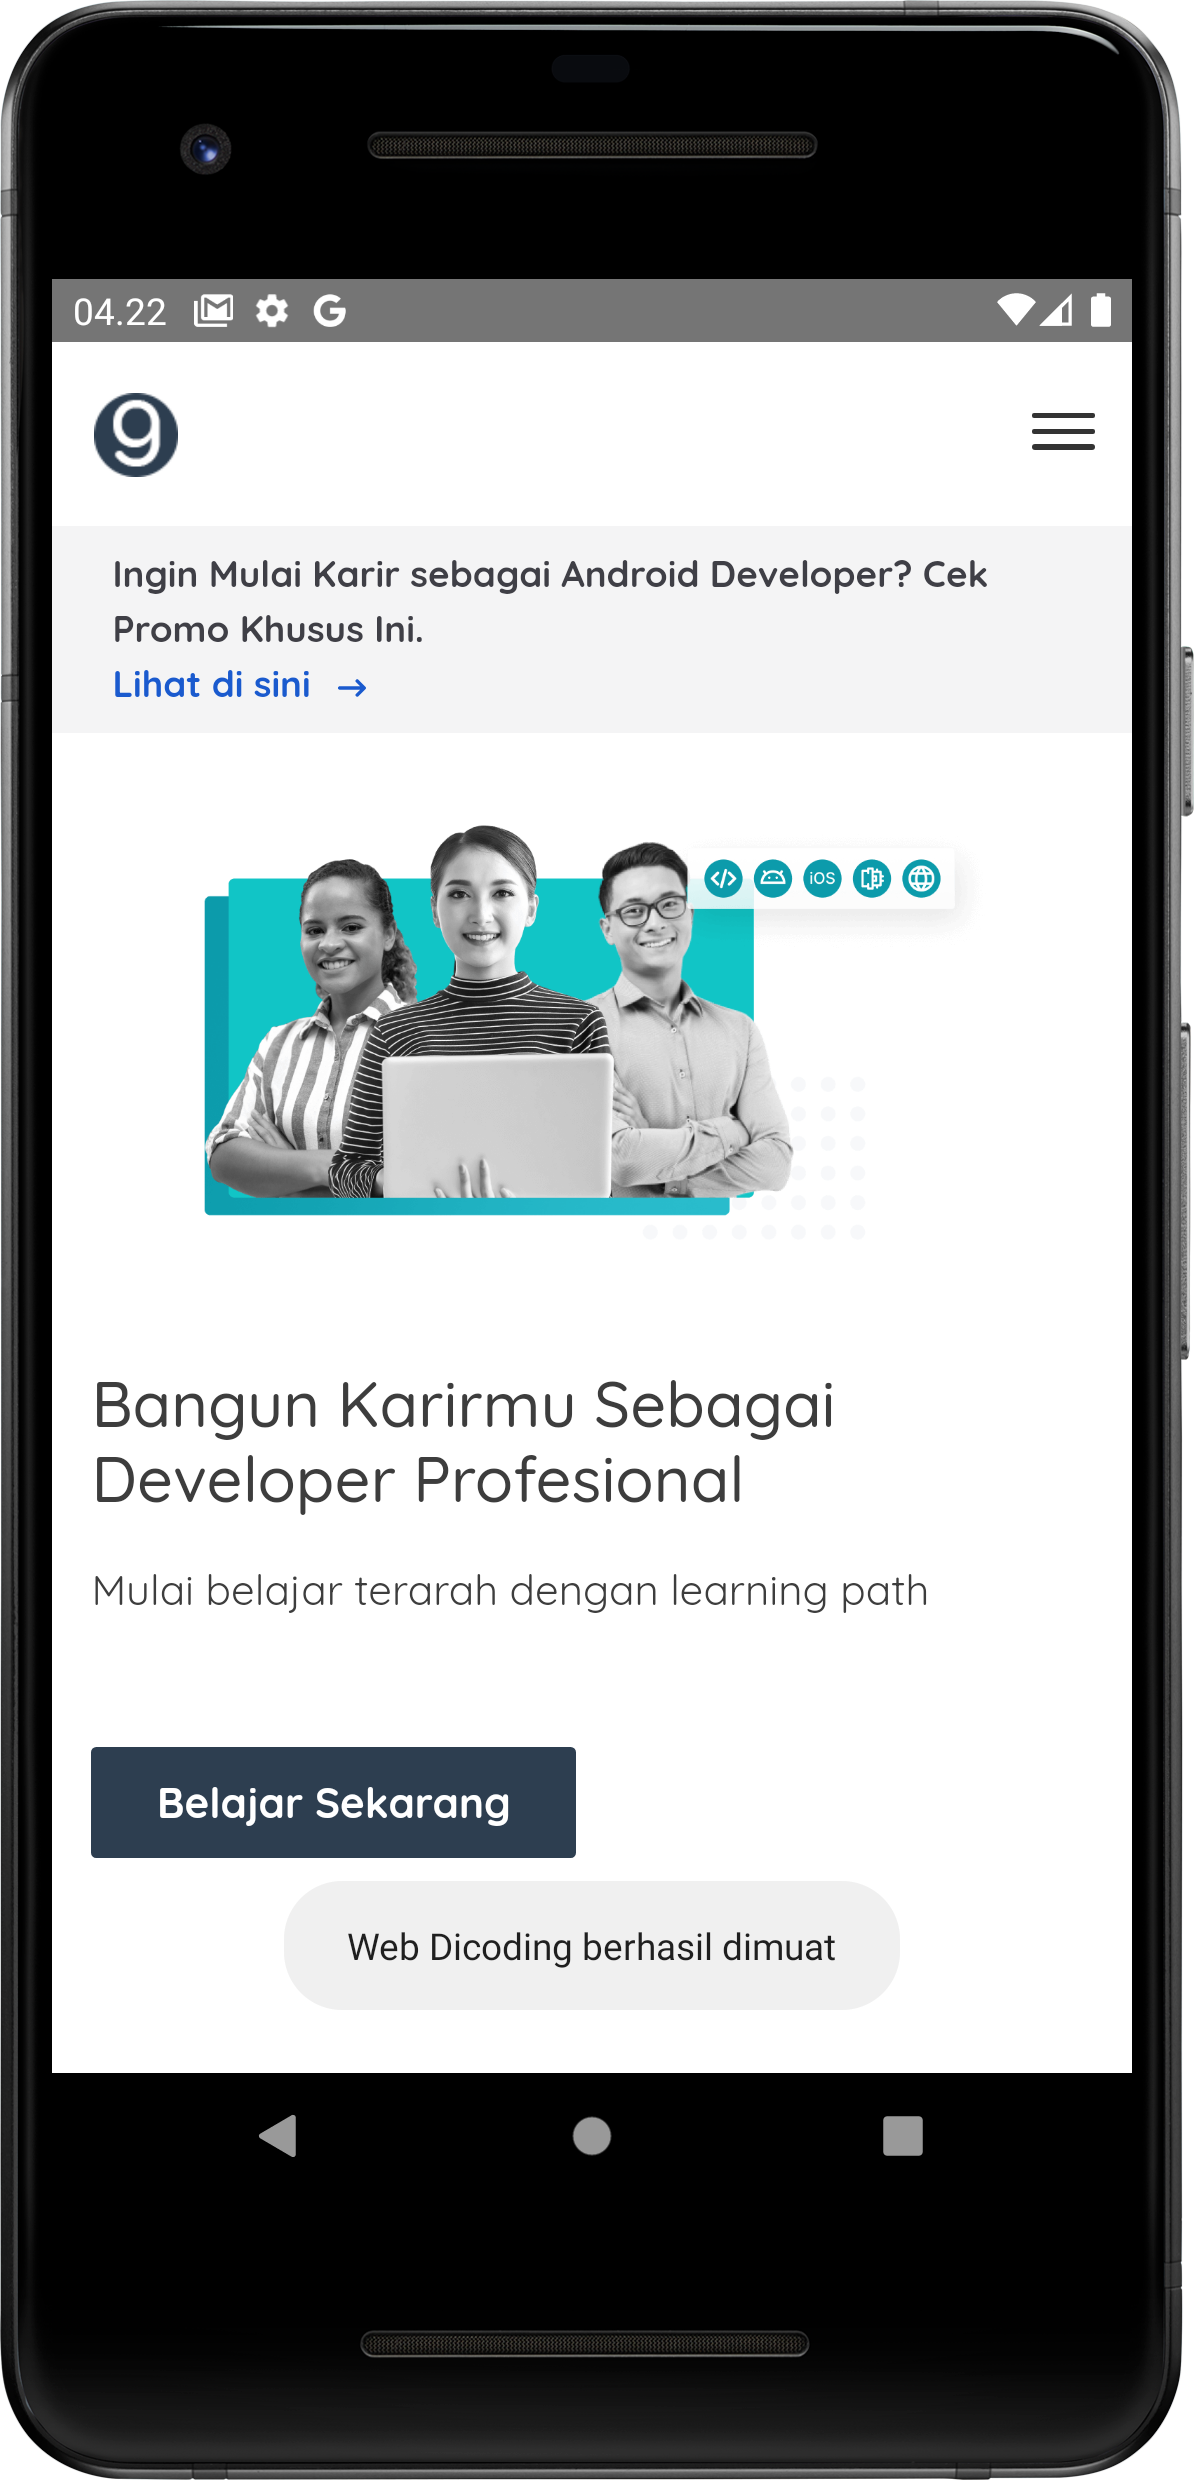 04.22
Ingin Mulai Karir sebagai Android Developer? Cek
Promo Khusus Ini.
Lihat di sini →
iOS
Bangun Karirmu Sebagai
Developer Profesional
Mulai belajar terarah dengan learning path
Belajar Sekarang
Web Dicoding berhasil dimuat